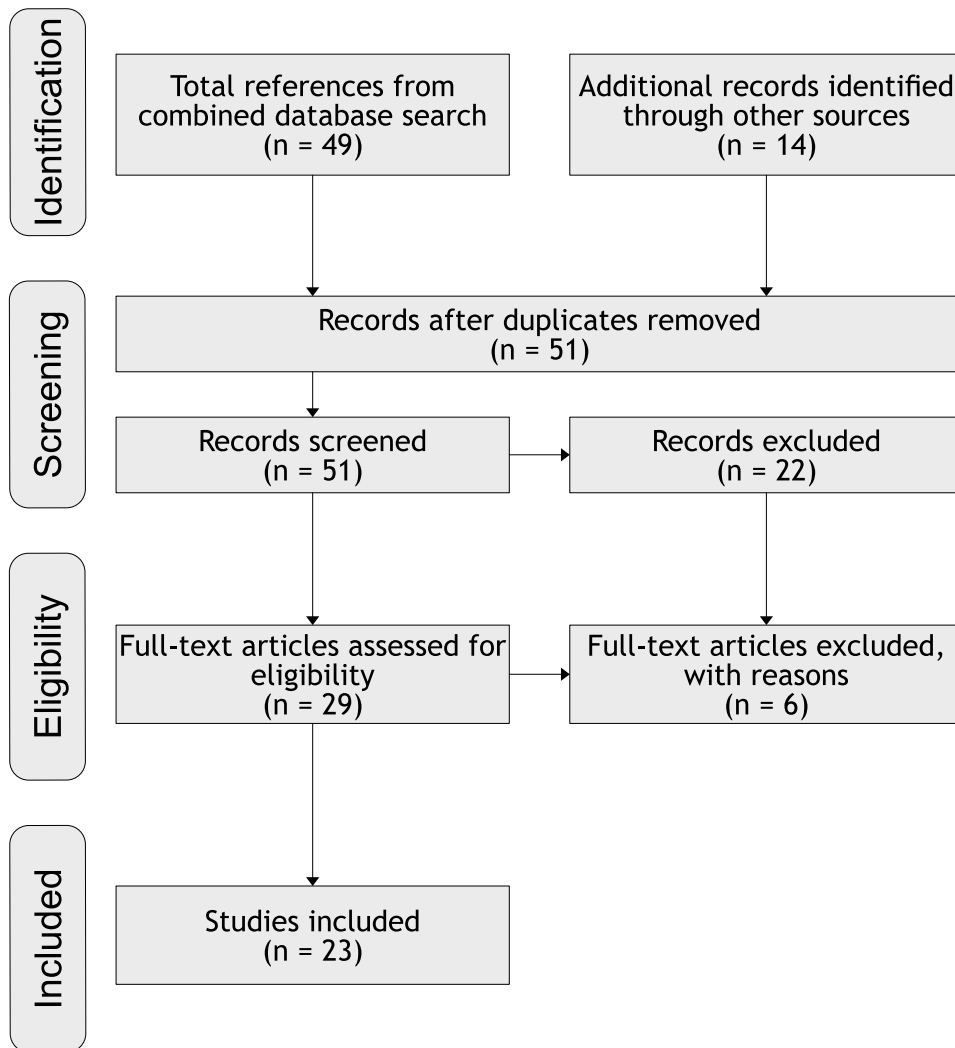 Identification
Total references from
combined database search
(n = 49)
Additional records identified
through other sources
(n = 14)
Screening
Records after duplicates removed
(n = 51)
Records screened
(n = 51)
Records excluded
(n = 22)
Eligibility
Full-text articles assessed for
eligibility
(n = 29)
Full-text articles excluded,
with reasons
(n = 6)
Included
Studies included
(n = 23)